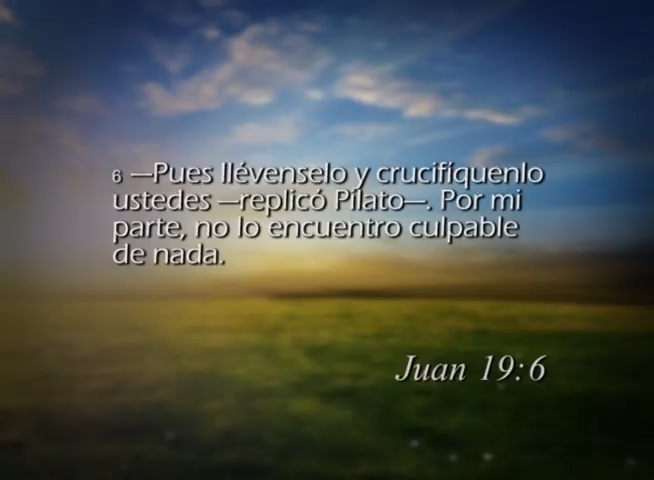 6 —Pues llévenselo y crucifíquenlo
ustedes —replicó Pilato—. Por mi
parte, no lo encuentro culpable
de nada.
Juan 19:6